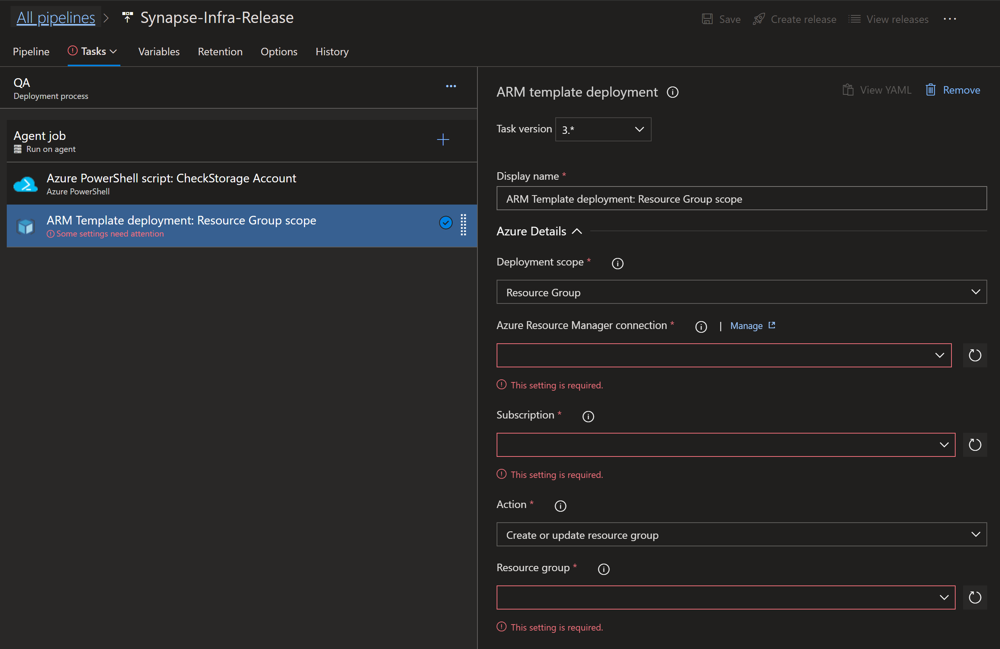 All pipelines
Synapse-Infra-Release
Save
Create release
View releases
Pipeline
Tasks
Variables
Retention
Options
History
QA
Deployment process
Agent job
Run on agent
Azure PowerShell script: CheckStorage Account
Azure PowerShell
ARM Template deployment: Resource Group scope
Some settings need attention
ARM template deployment
View YAML
Remove
Task version
3.*
Display name *
ARM Template deployment: Resource Group scope
Azure Details
Deployment scope *
Resource Group
Azure Resource Manager connection * | Manage
This setting is required.
Subscription *
This setting is required.
Action *
Create or update resource group
Resource group *
This setting is required.